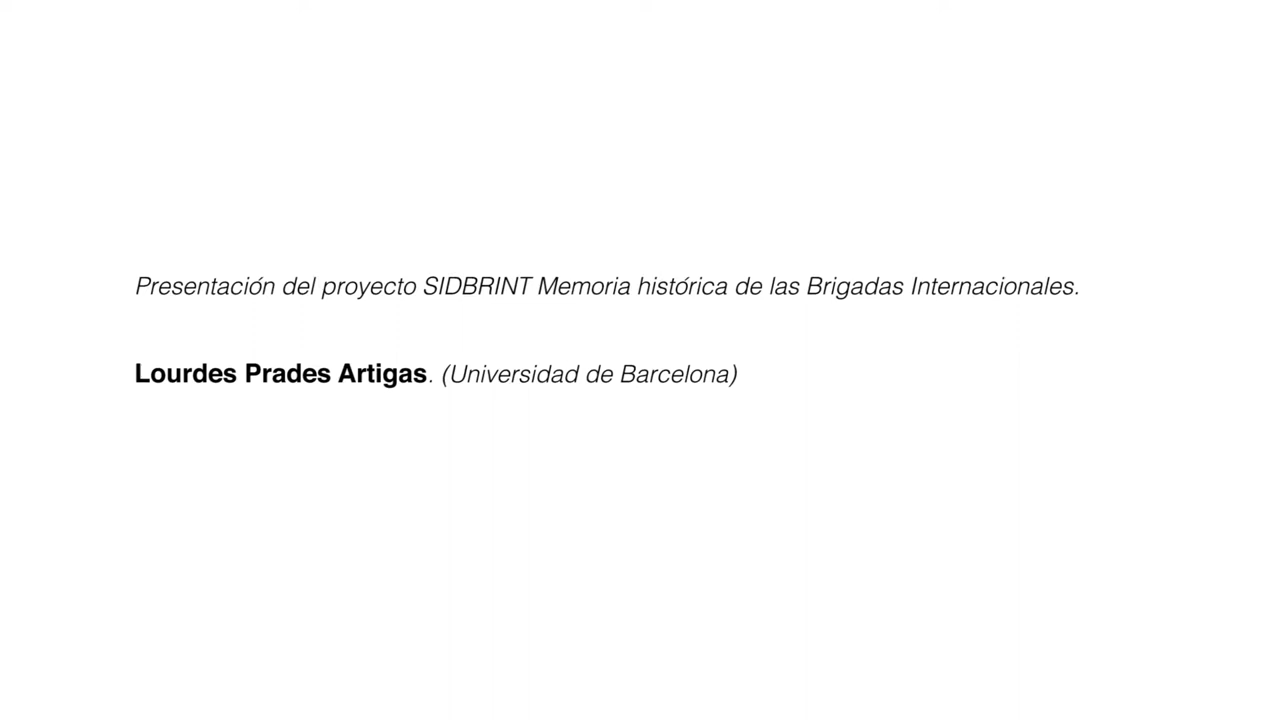 Presentación del proyecto SIDBRINT Memoria histórica de las Brigadas Internacionales.
Lourdes Prades Artigas. (Universidad de Barcelona)